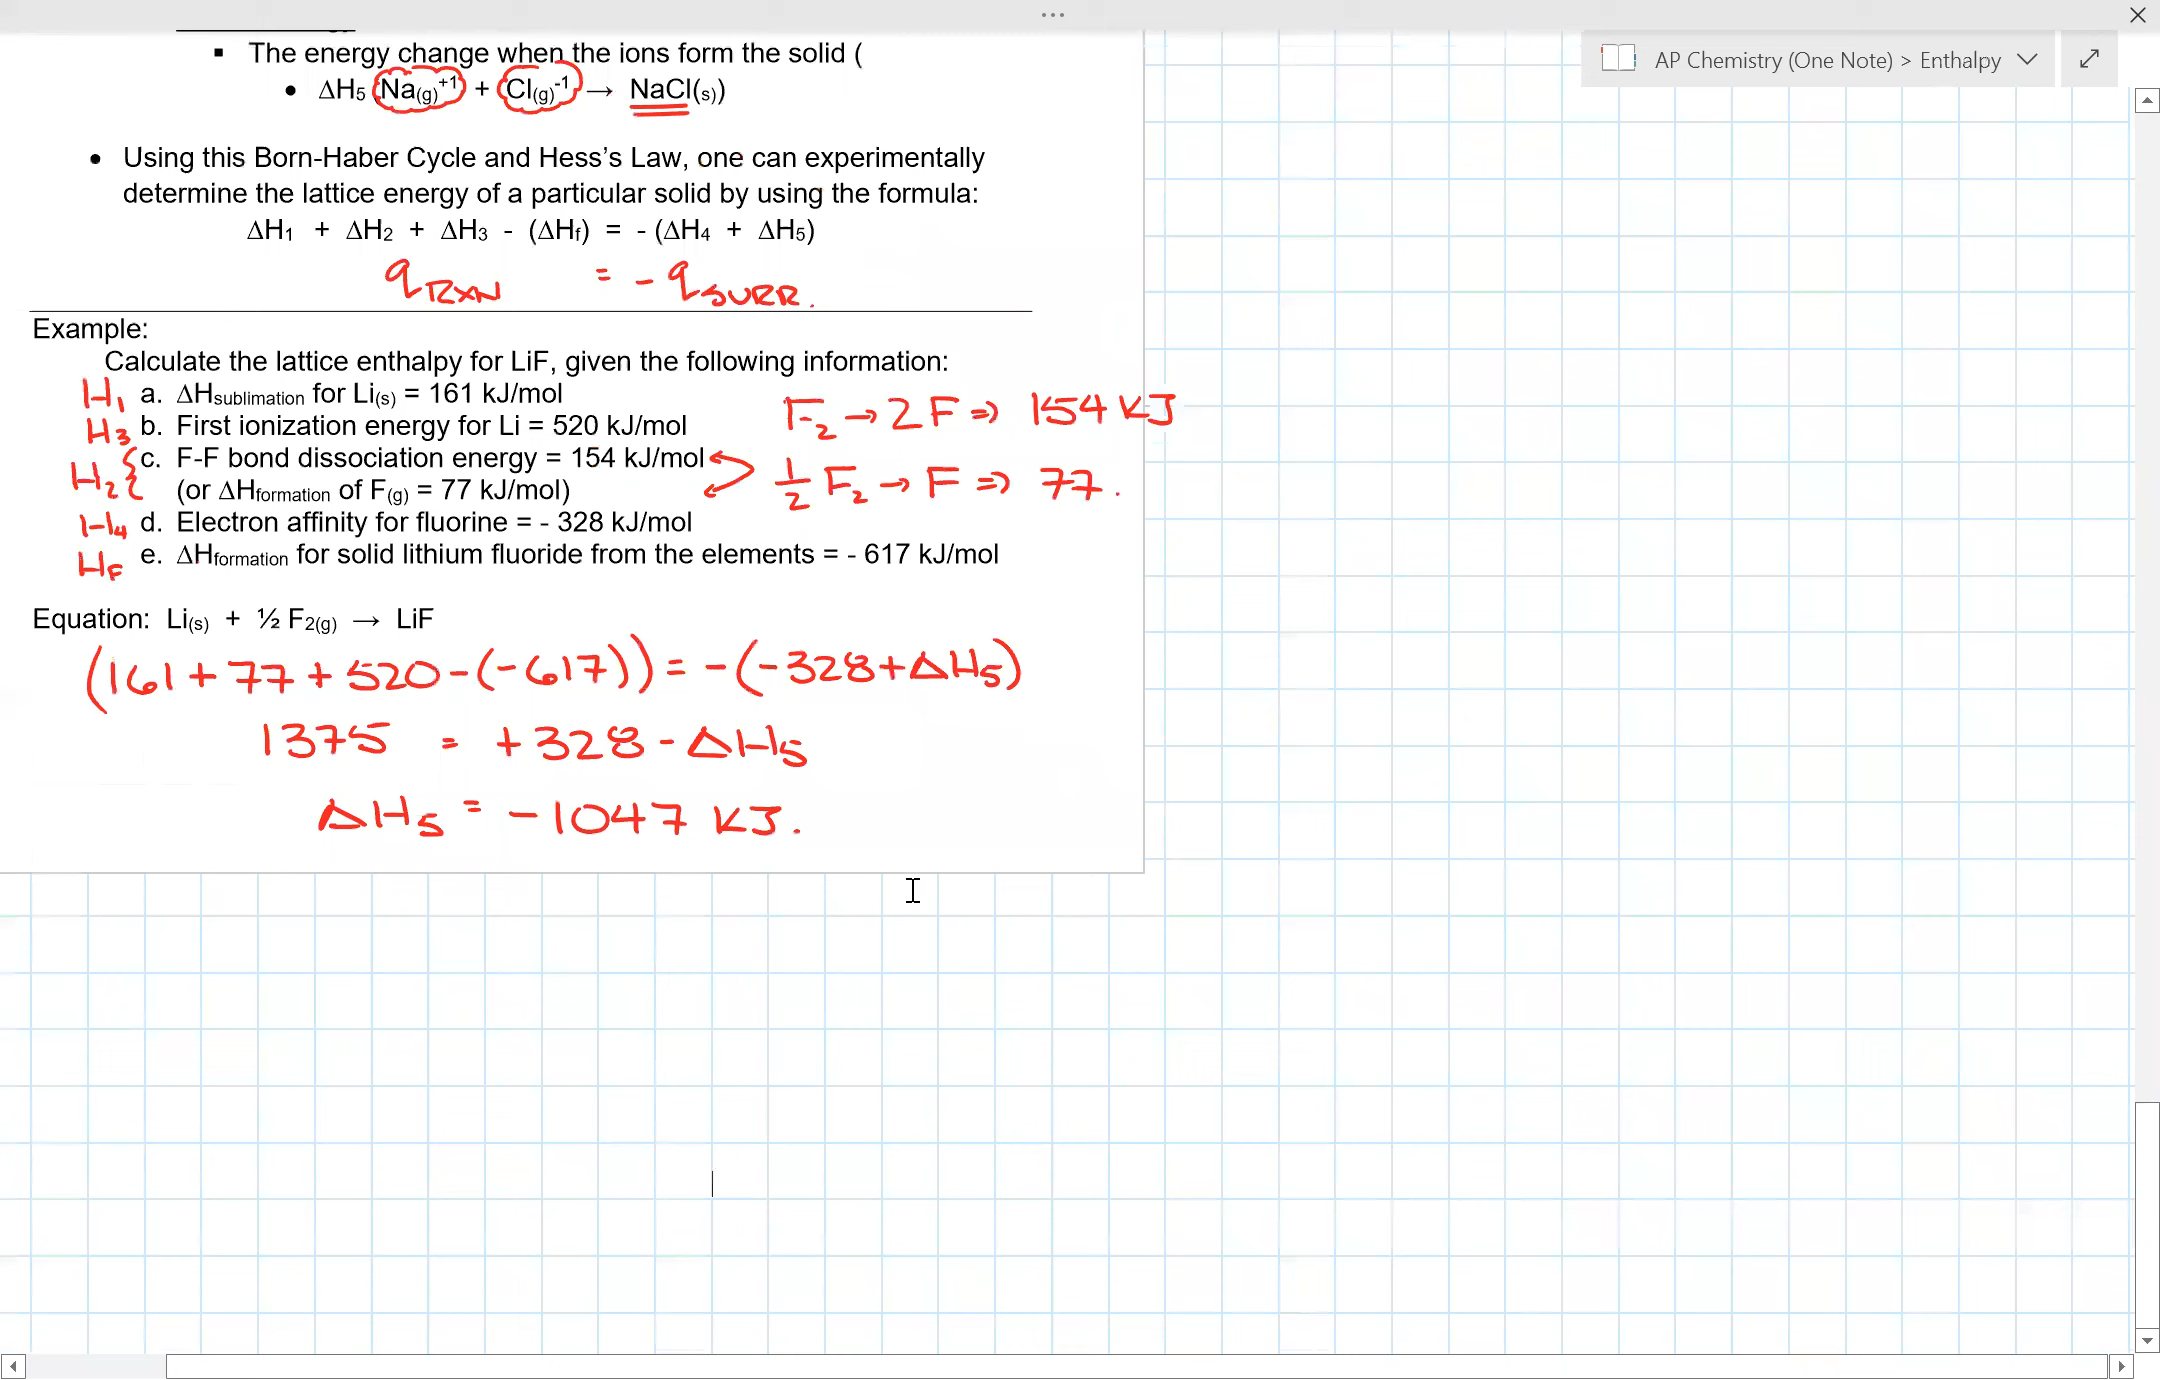 AP Chemistry (One Note) > Enthalpy
▪ The energy change when the ions form the solid (
• ΔH5 Na(g)+1 + Cl(g)-1 → NaCl(s))
• Using this Born-Haber Cycle and Hess's Law, one can experimentally
determine the lattice energy of a particular solid by using the formula:
ΔH1 + ΔH2 + ΔH3 - (ΔHf) = - (ΔH4 + ΔH5)
qRXN = - qSURR.
Example:
Calculate the lattice enthalpy for LiF, given the following information:
H1 a. ΔHsublimation for Li(s) = 161 kJ/mol
H3 b. First ionization energy for Li = 520 kJ/mol
H2 { c. F-F bond dissociation energy = 154 kJ/mol
(or ΔHformation of F(g) = 77 kJ/mol)
F2 → 2F ⇒ 154 KJ
1/2 F2 → F ⇒ 77.
H4 d. Electron affinity for fluorine = - 328 kJ/mol
HF e. ΔHformation for solid lithium fluoride from the elements = - 617 kJ/mol
Equation: Li(s) + ½ F2(g) → LiF
(161 + 77 + 520 - (-617)) = - (-328 + ΔH5)
1375 = +328 - ΔH5
ΔH5 = -1047 KJ.